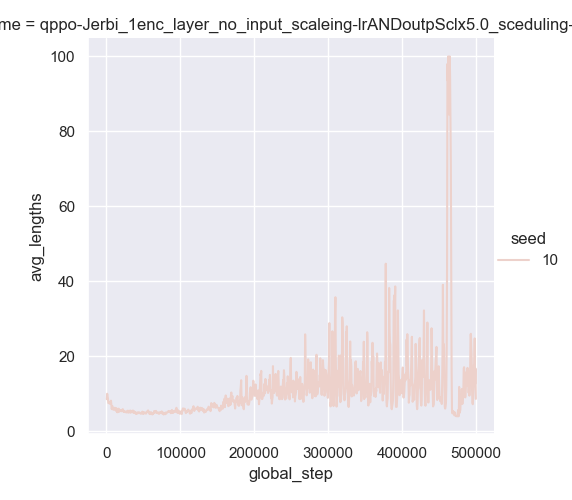 me = qppo-Jerbi_1enc_layer_no_input_scaleing-lrANDoutpSclx5.0_sceduling-
100
80
60
40
20
0
avg_lengths
0 100000 200000 300000 400000 500000
global_step
seed
10